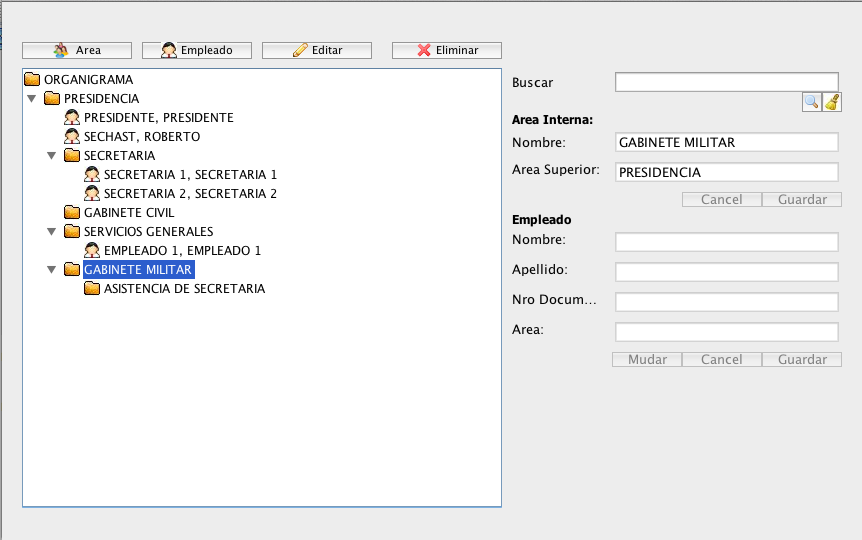 Area Empleado Editar Eliminar
ORGANIGRAMA
PRESIDENCIA
PRESIDENTE, PRESIDENTE
SECHAST, ROBERTO
SECRETARIA
SECRETARIA 1, SECRETARIA 1
SECRETARIA 2, SECRETARIA 2
GABINETE CIVIL
SERVICIOS GENERALES
EMPLEADO 1, EMPLEADO 1
GABINETE MILITAR
ASISTENCIA DE SECRETARIA
Buscar
Area Interna:
Nombre: GABINETE MILITAR
Area Superior: PRESIDENCIA
Cancel Guardar
Empleado
Nombre:
Apellido:
Nro Docum...
Area:
Mudar Cancel Guardar